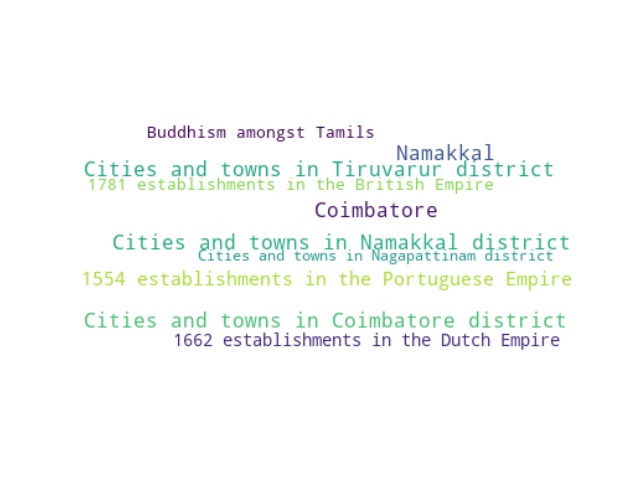 Buddhism amongst Tamils
Namakkal
Cities and towns in Tiruvarur district
1781 establishments in the British Empire
Coimbatore
Cities and towns in Namakkal district
Cities and towns in Nagapattinam district
1554 establishments in the Portuguese Empire
Cities and towns in Coimbatore district
1662 establishments in the Dutch Empire